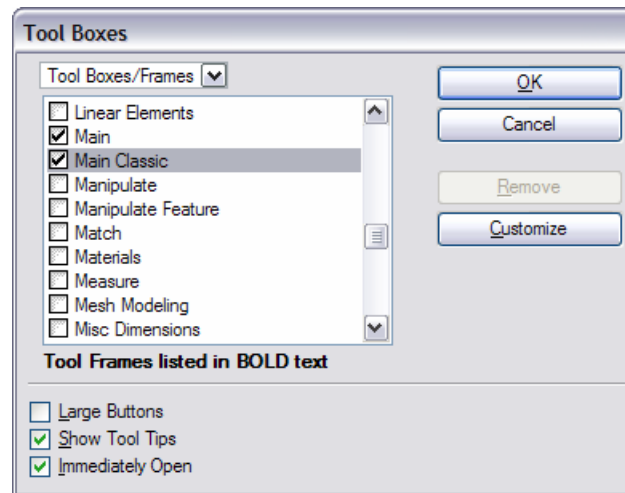 Tool Boxes
Tool Boxes/Frames
OK
Linear Elements
Main
Cancel
Main Classic
Manipulate
Remove
Manipulate Feature
Match
Customize
Materials
Measure
Mesh Modeling
Misc Dimensions
Tool Frames listed in BOLD text
Large Buttons
Show Tool Tips
Immediately Open